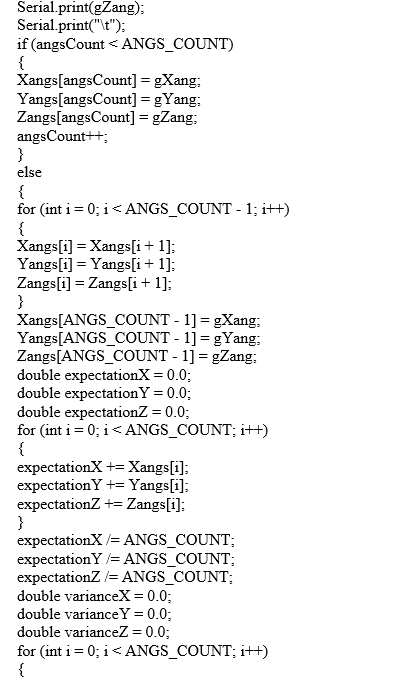 Serial.print(gZang);
Serial.print("\t");
if (angsCount < ANGS_COUNT)
{
Xangs[angsCount] = gXang;
Yangs[angsCount] = gYang;
Zangs[angsCount] = gZang;
angsCount++;
}
else
{
for (int i = 0; i < ANGS_COUNT - 1; i++)
{
Xangs[i] = Xangs[i + 1];
Yangs[i] = Yangs[i + 1];
Zangs[i] = Zangs[i + 1];
}
Xangs[ANGS_COUNT - 1] = gXang;
Yangs[ANGS_COUNT - 1] = gYang;
Zangs[ANGS_COUNT - 1] = gZang;
double expectationX = 0.0;
double expectationY = 0.0;
double expectationZ = 0.0;
for (int i = 0; i < ANGS_COUNT; i++)
{
expectationX += Xangs[i];
expectationY += Yangs[i];
expectationZ += Zangs[i];
}
expectationX /= ANGS_COUNT;
expectationY /= ANGS_COUNT;
expectationZ /= ANGS_COUNT;
double varianceX = 0.0;
double varianceY = 0.0;
double varianceZ = 0.0;
for (int i = 0; i < ANGS_COUNT; i++)
{